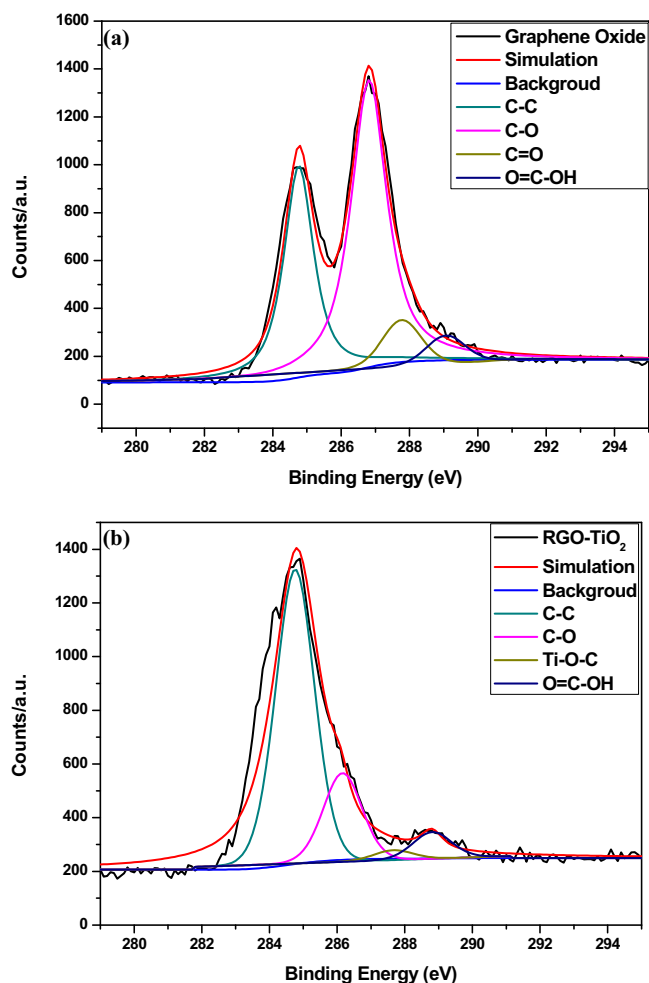 (a)
Graphene Oxide
Simulation
Backgroud
C-C
C-O
C=O
O=C-OH
1600
1400
1200
1000
800
600
400
200
0
Counts/a.u.
280 282 284 286 288 290 292 294
Binding Energy (eV)
(b)
RGO-TiO₂
Simulation
Backgroud
C-C
C-O
Ti-O-C
O=C-OH
1400
1200
1000
800
600
400
200
0
Counts/a.u.
280 282 284 286 288 290 292 294
Binding Energy (eV)